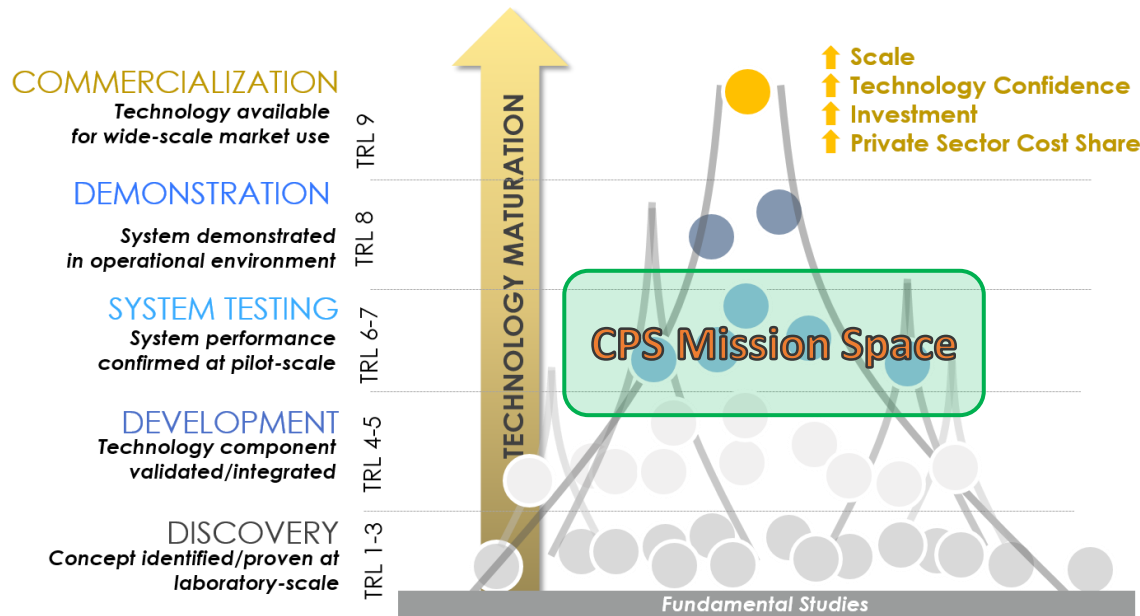 COMMERCIALIZATION
Technology available
for wide-scale market use
TRL 9
DEMONSTRATION
System demonstrated
in operational environment
TRL 8
SYSTEM TESTING
System performance
confirmed at pilot-scale
TRL 6-7
DEVELOPMENT
Technology component
validated/integrated
TRL 4-5
DISCOVERY
Concept identified/proven at
laboratory-scale
TRL 1-3
TECHNOLOGY MATURATION
Scale
Technology Confidence
Investment
Private Sector Cost Share
CPS Mission Space
Fundamental Studies